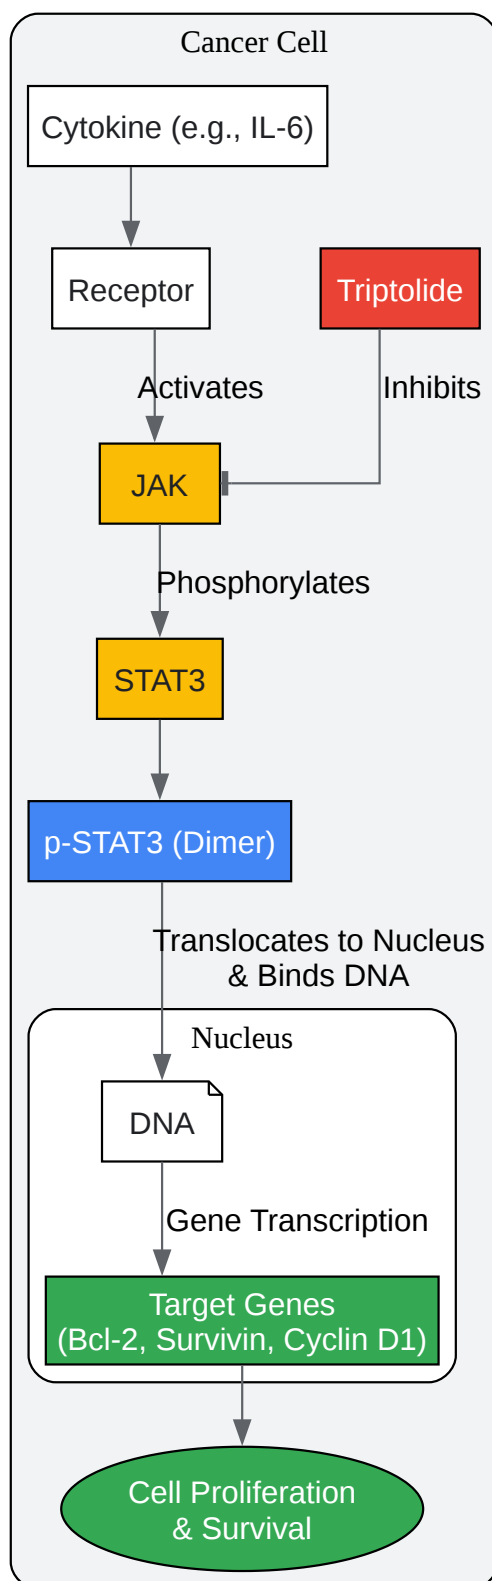 Cancer Cell
Cytokine (e.g., IL-6)
Receptor
Triptolide
Activates
Inhibits
JAK
Phosphorylates
STAT3
p-STAT3 (Dimer)
Translocates to Nucleus
& Binds DNA
Nucleus
DNA
Gene Transcription
Target Genes
(Bcl-2, Survivin, Cyclin D1)
Cell Proliferation
& Survival